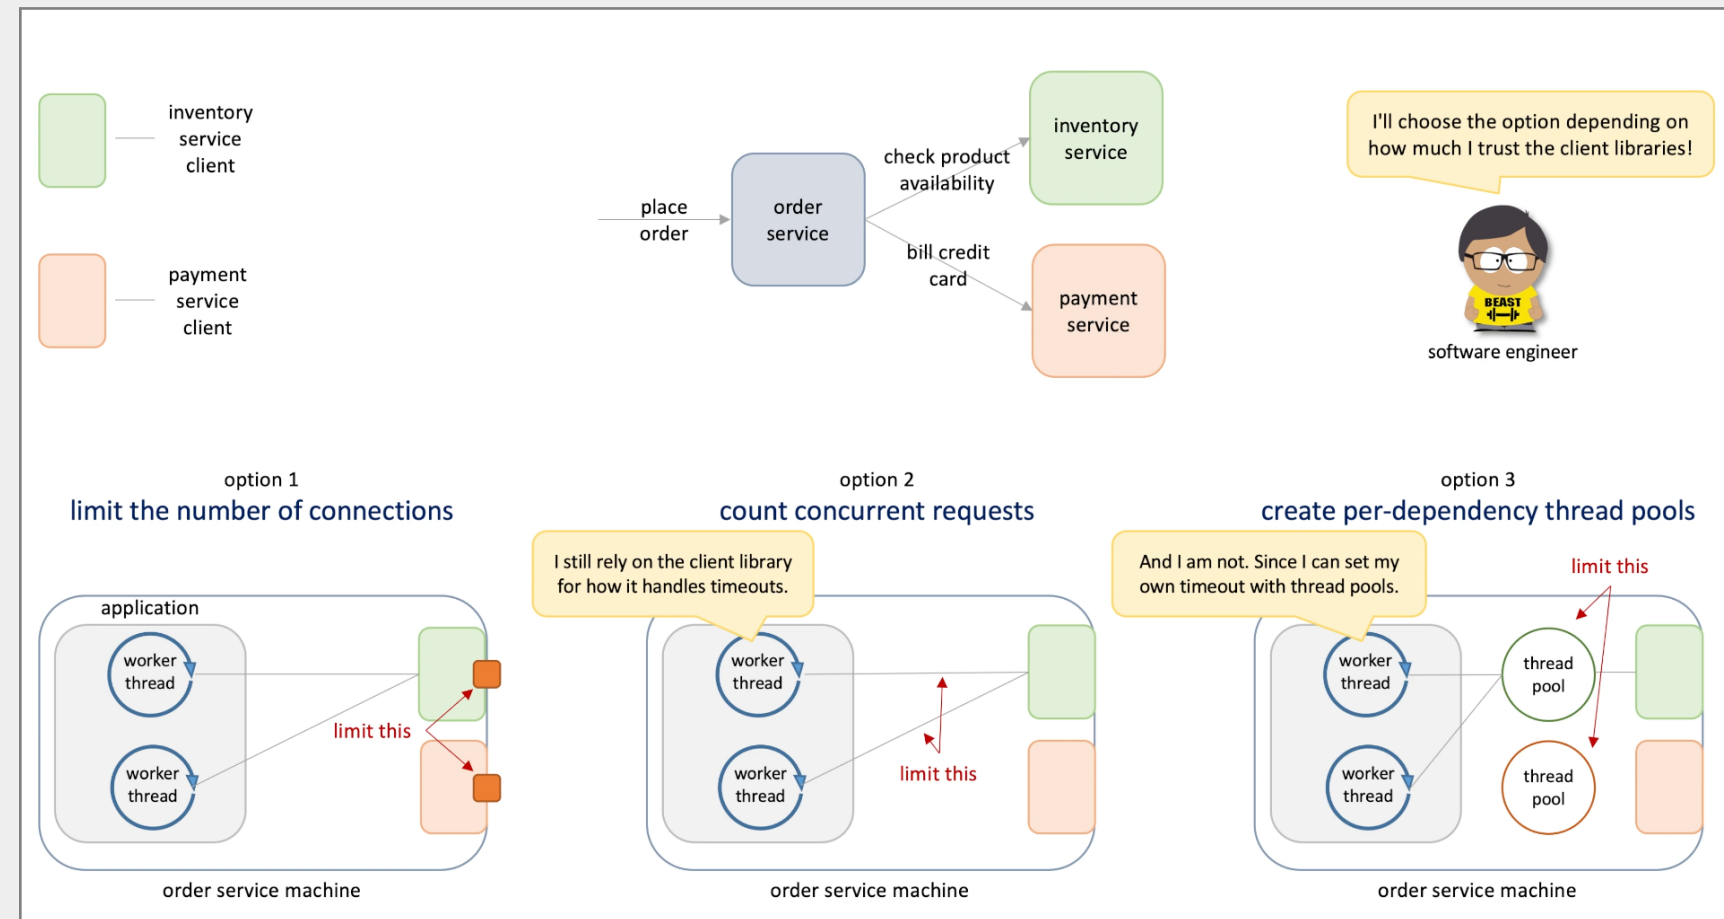 inventory
service
client
payment
service
client
place
order
order
service
check product
availability
bill credit
card
inventory
service
payment
service
I'll choose the option depending on
how much I trust the client libraries!
BEAST
software engineer
option 1
limit the number of connections
application
worker
thread
worker
thread
limit this
order service machine
option 2
count concurrent requests
I still rely on the client library
for how it handles timeouts.
worker
thread
worker
thread
limit this
order service machine
option 3
create per-dependency thread pools
And I am not. Since I can set my
own timeout with thread pools.
limit this
worker
thread
thread
pool
worker
thread
thread
pool
order service machine